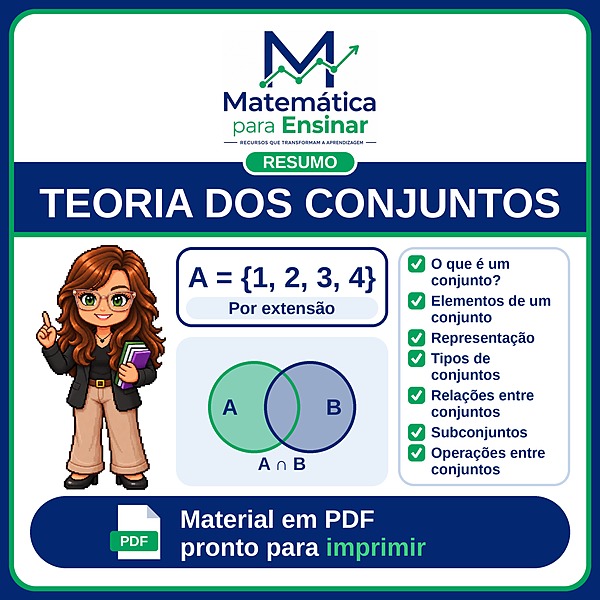 M
Matemática
para Ensinar
RECURSOS QUE TRANSFORMAM A APRENDIZAGEM
RESUMO
TEORIA DOS CONJUNTOS
A = {1, 2, 3, 4}
Por extensão
A
B
A ∩ B
O que é um
conjunto?
Elementos de um
conjunto
Representação
Tipos de
conjuntos
Relações entre
conjuntos
Subconjuntos
Operações entre
conjuntos
PDF
Material em PDF
pronto para imprimir